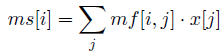 ms[i] = ∑_j mf[i, j] · x[j]